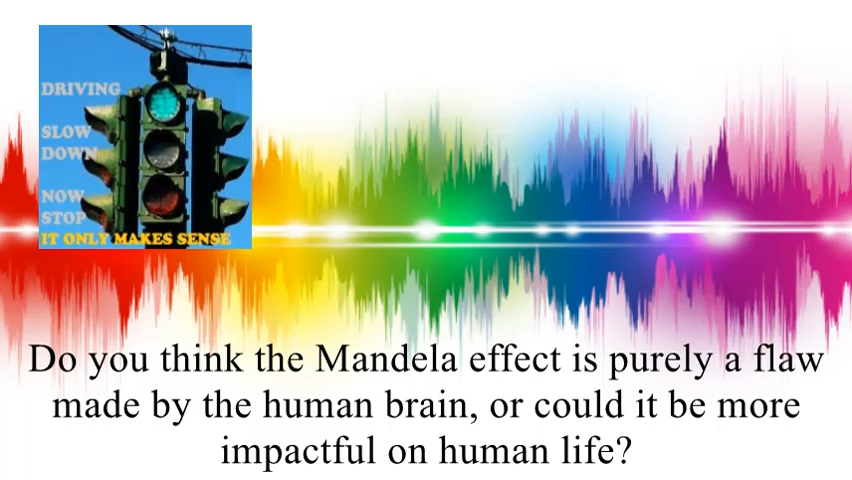 DRIVING
SLOW
DOWN
NOW
STOP
IT ONLY MAKES SENSE
Do you think the Mandela effect is purely a flaw
made by the human brain, or could it be more
impactful on human life?